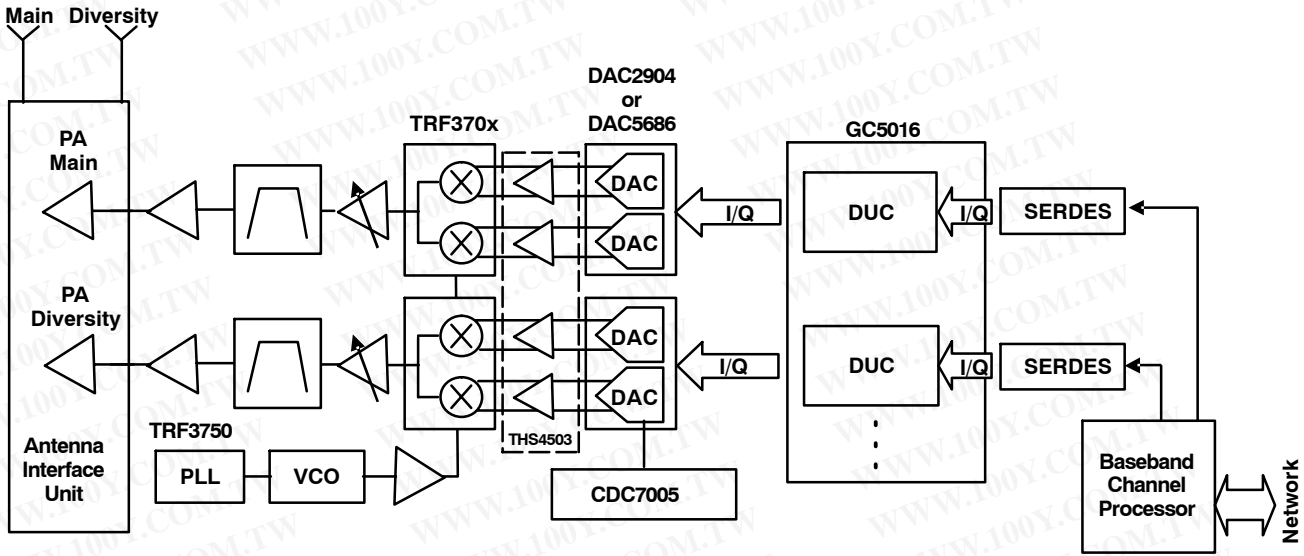 Main Diversity
DAC2904
or
DAC5686
TRF370x
GC5016
PA
Main
DAC
DAC
I/Q
DUC
I/Q
SERDES
PA
Diversity
DAC
DAC
I/Q
DUC
I/Q
SERDES
TRF3750
THS4503
Antenna
Interface
Unit
PLL
VCO
CDC7005
Baseband
Channel
Processor
Network
WWW.100Y.COM.TW